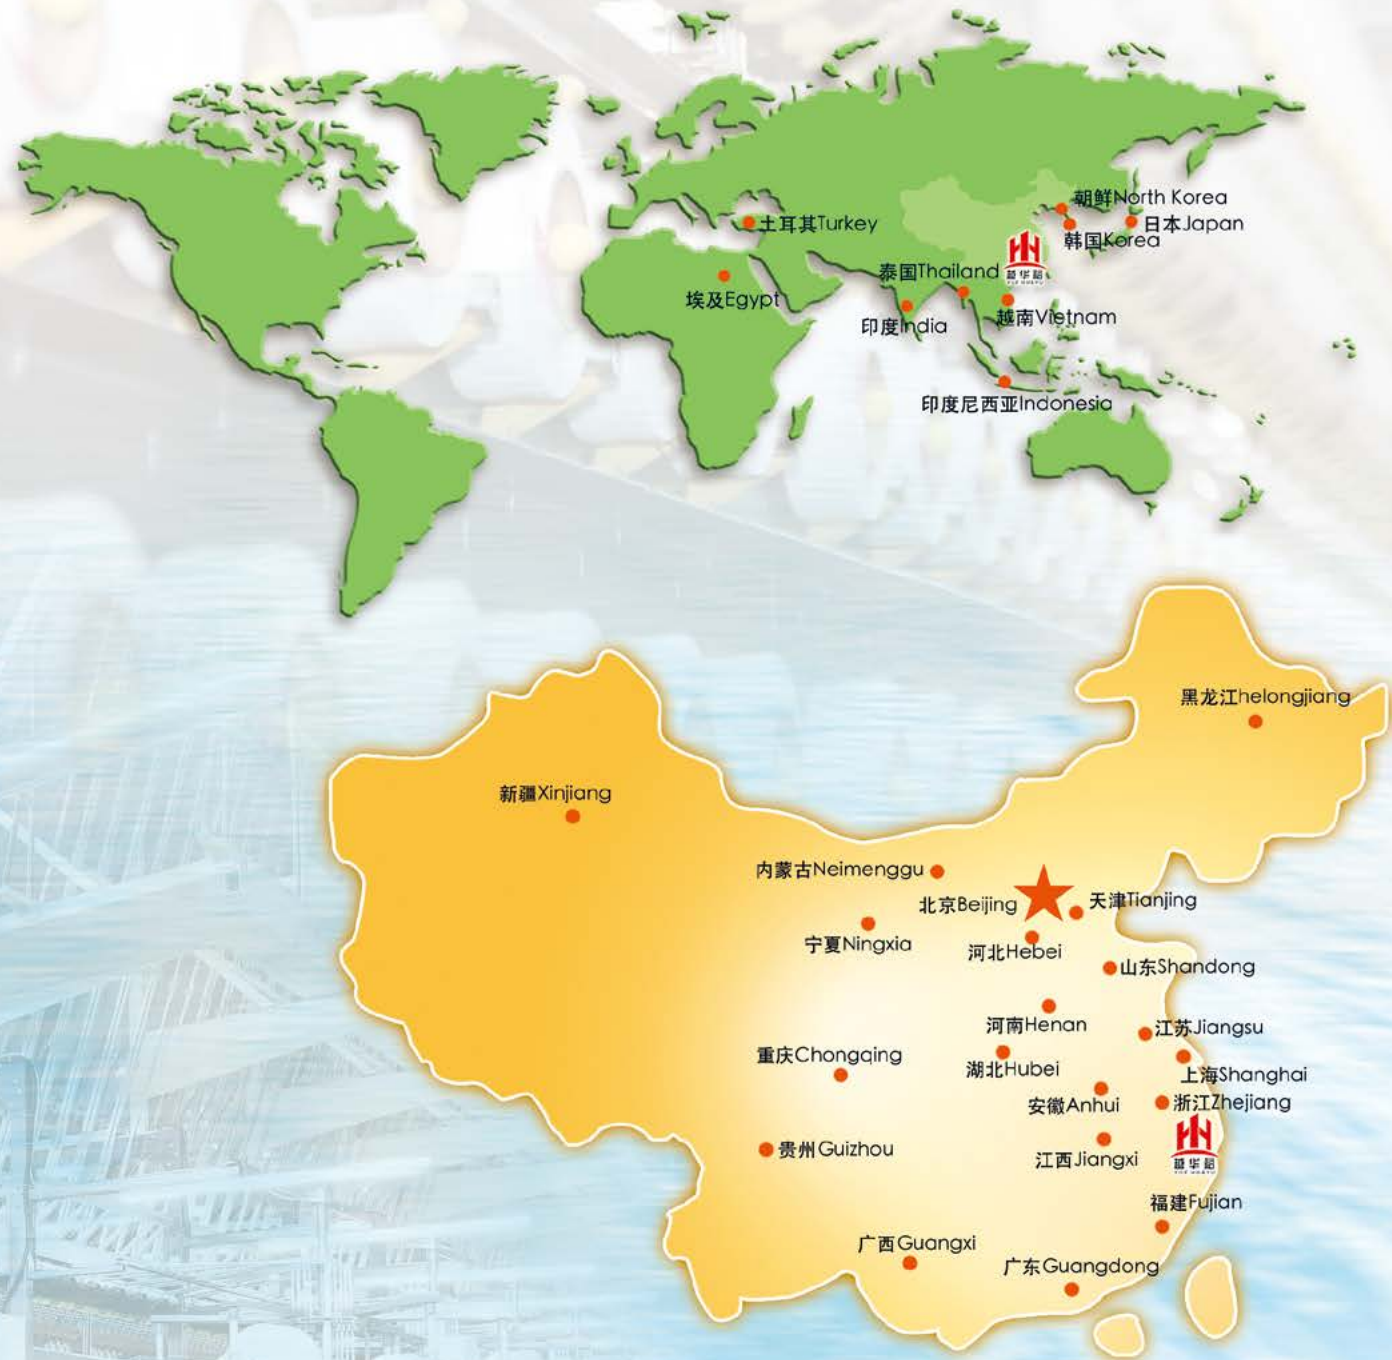 朝鲜North Korea
土耳其Turkey
日本Japan
韩国Korea
泰国Thailand
埃及Egypt
越南Vietnam
印度India
印度尼西亚Indonesia
黑龙江helongjiang
新疆Xinjiang
内蒙古Neimenggu
北京Beijing
天津Tianjing
宁夏Ningxia
河北Hebei
山东Shandong
河南Henan
江苏Jiangsu
重庆Chongqing
湖北Hubei
上海Shanghai
安徽Anhui
浙江Zhejiang
贵州Guizhou
江西Jiangxi
福建Fujian
广西Guangxi
广东Guangdong